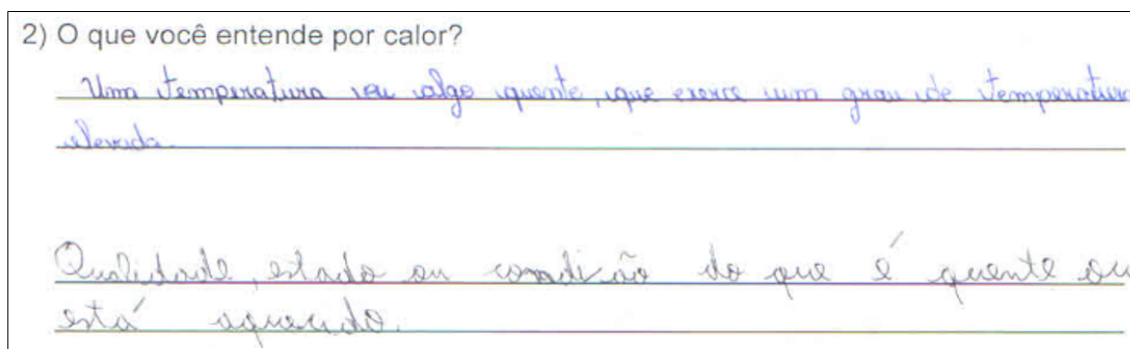 2) O que você entende por calor?
Uma temperatura ou algo quente, que exerce um grau de temperatura
elevada.
Qualidade, estado ou condição do que é quente ou
está aquecido.